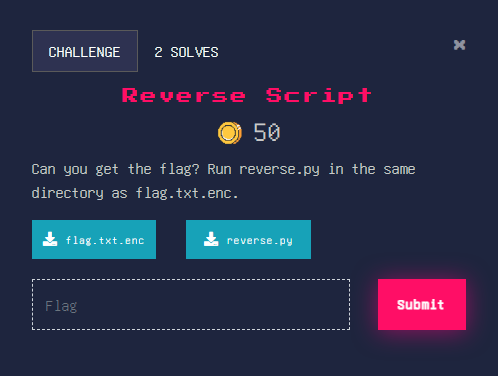 CHALLENGE 2 SOLVES
×
Reverse Script
50
Can you get the flag? Run reverse.py in the same
directory as flag.txt.enc.
flag.txt.enc reverse.py
Flag Submit